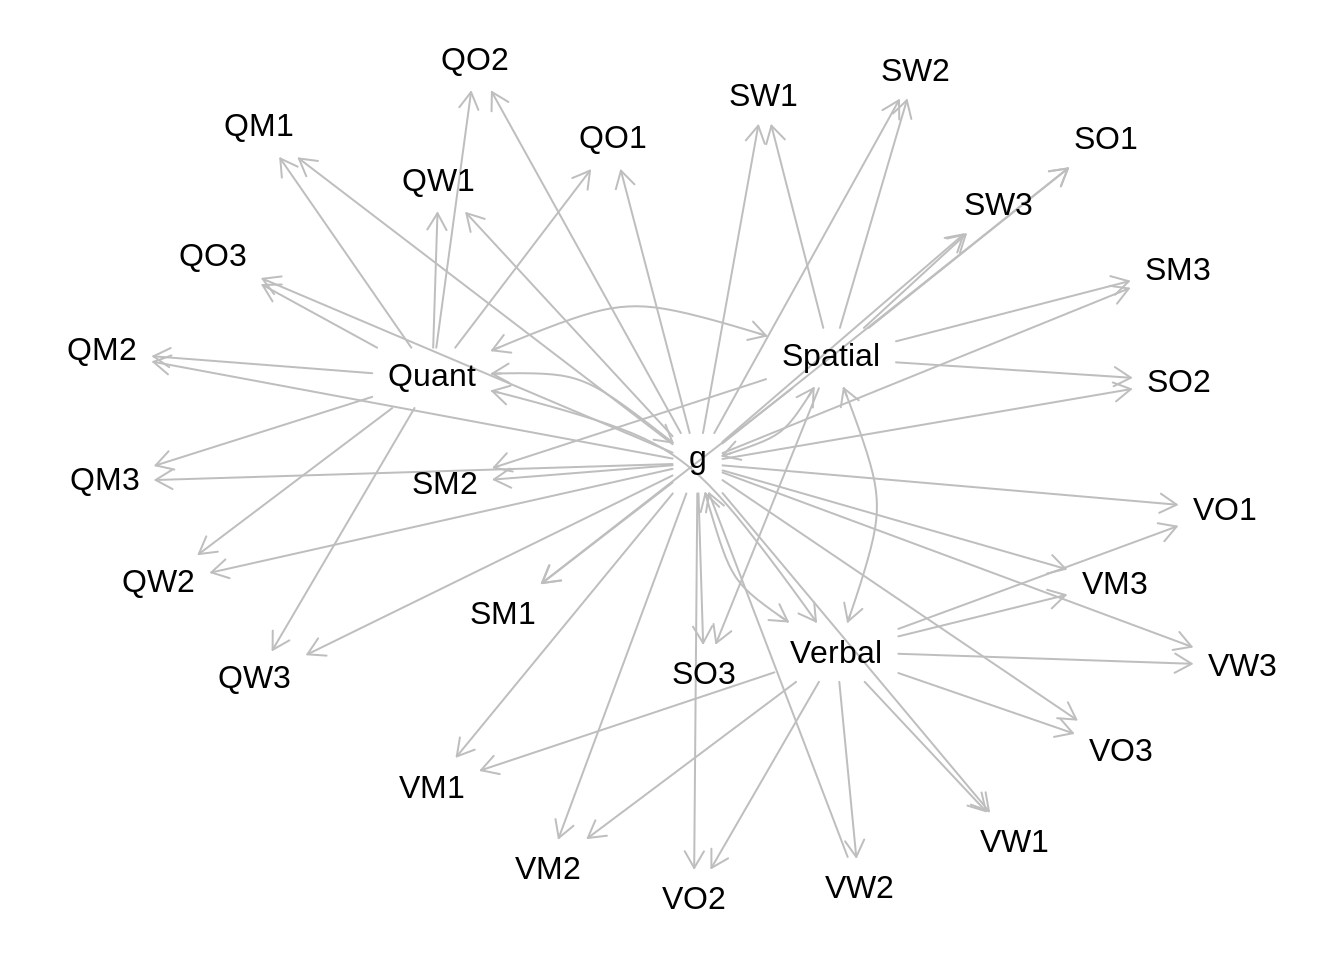 QO2
SW2
SW1
QM1
QO1
SO1
QW1
SW3
QO3
SM3
QM2
Spatial
Quant
SO2
g
QM3
SM2
VO1
QW2
VM3
SM1
Verbal
VW3
SO3
QW3
VO3
VM1
VW1
VM2
VW2
VO2